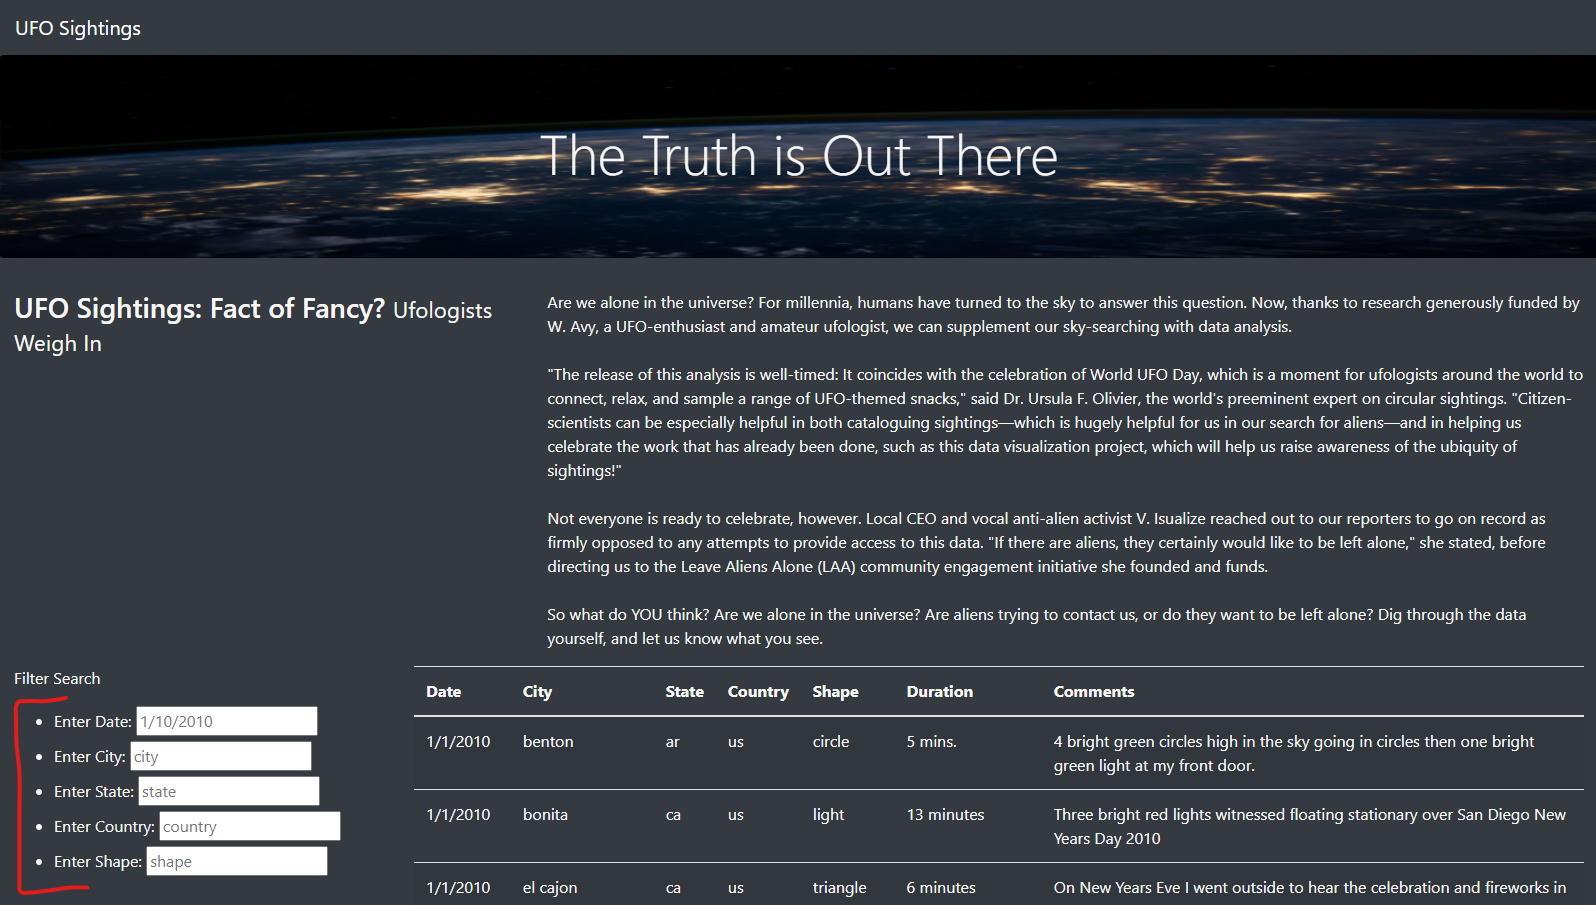 UFO Sightings
The Truth is Out There
UFO Sightings: Fact of Fancy? Ufologists
Weigh In
Are we alone in the universe? For millennia, humans have turned to the sky to answer this question. Now, thanks to research generously funded by
W. Avy, a UFO-enthusiast and amateur ufologist, we can supplement our sky-searching with data analysis.
"The release of this analysis is well-timed: It coincides with the celebration of World UFO Day, which is a moment for ufologists around the world to
connect, relax, and sample a range of UFO-themed snacks," said Dr. Ursula F. Olivier, the world's preeminent expert on circular sightings. "Citizen-
scientists can be especially helpful in both cataloguing sightings—which is hugely helpful for us in our search for aliens—and in helping us
celebrate the work that has already been done, such as this data visualization project, which will help us raise awareness of the ubiquity of
sightings!"
Not everyone is ready to celebrate, however. Local CEO and vocal anti-alien activist V. Isualize reached out to our reporters to go on record as
firmly opposed to any attempts to provide access to this data. "If there are aliens, they certainly would like to be left alone," she stated, before
directing us to the Leave Aliens Alone (LAA) community engagement initiative she founded and funds.
So what do YOU think? Are we alone in the universe? Are aliens trying to contact us, or do they want to be left alone? Dig through the data
yourself, and let us know what you see.
Filter Search
Enter Date: 1/10/2010
Enter City: city
Enter State: state
Enter Country: country
Enter Shape: shape
Date City State Country Shape Duration Comments
1/1/2010 benton ar us circle 5 mins. 4 bright green circles high in the sky going in circles then one bright
green light at my front door.
1/1/2010 bonita ca us light 13 minutes Three bright red lights witnessed floating stationary over San Diego New
Years Day 2010
1/1/2010 el cajon ca us triangle 6 minutes On New Years Eve I went outside to hear the celebration and fireworks in